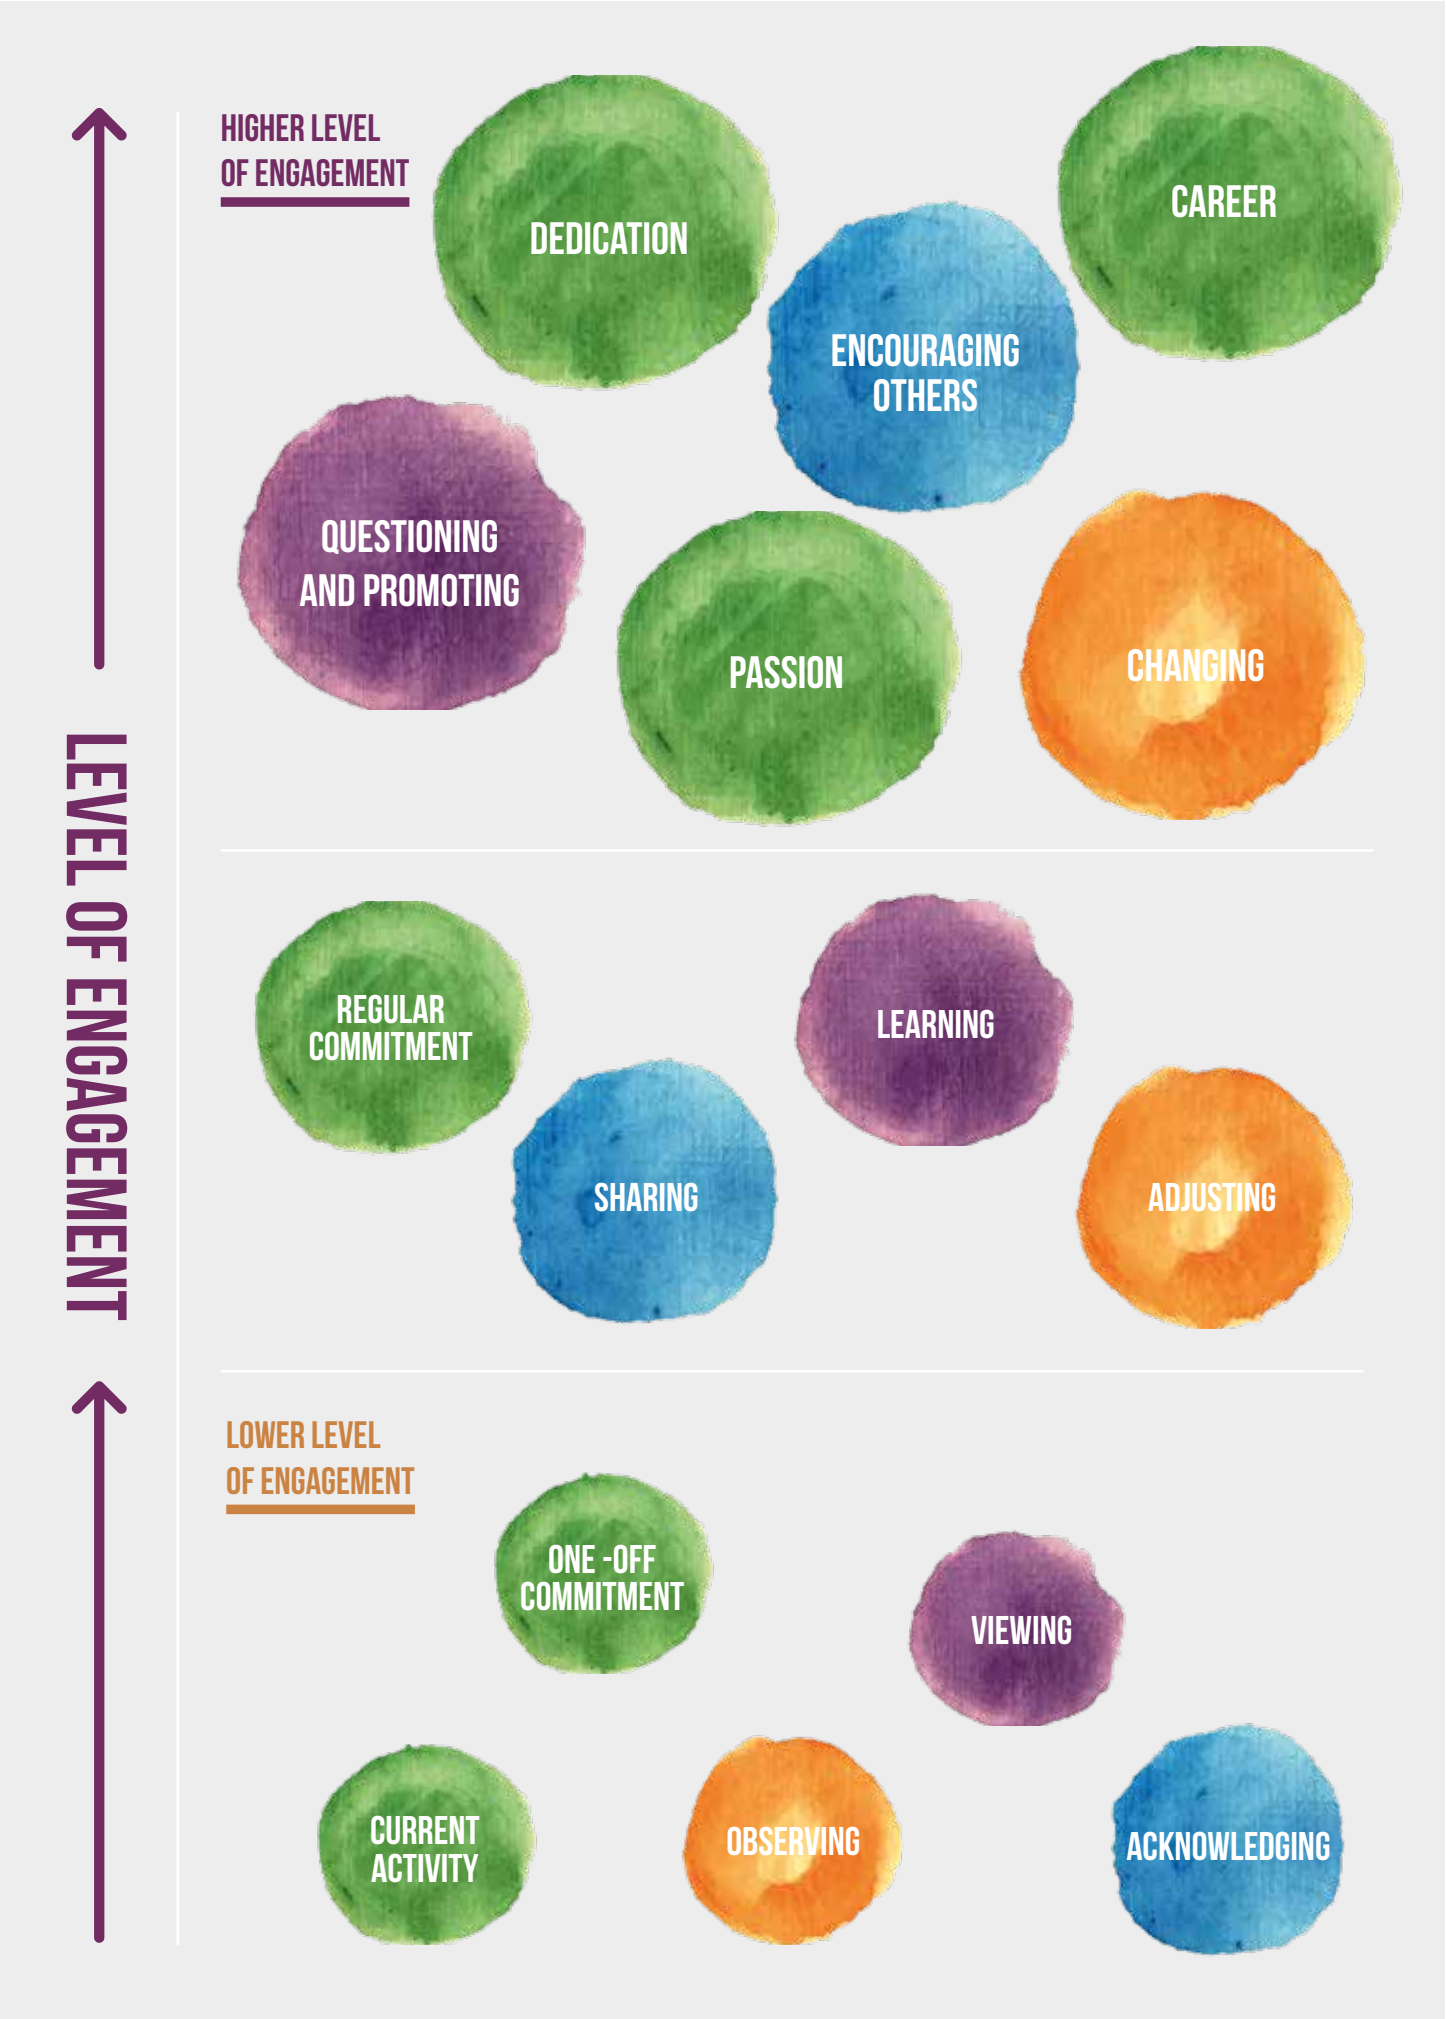 HIGHER LEVEL
OF ENGAGEMENT
DEDICATION
CAREER
ENCOURAGING
OTHERS
QUESTIONING
AND PROMOTING
PASSION
CHANGING
LEVEL OF ENGAGEMENT
REGULAR
COMMITMENT
LEARNING
SHARING
ADJUSTING
LOWER LEVEL
OF ENGAGEMENT
ONE -OFF
COMMITMENT
VIEWING
CURRENT
ACTIVITY
OBSERVING
ACKNOWLEDGING